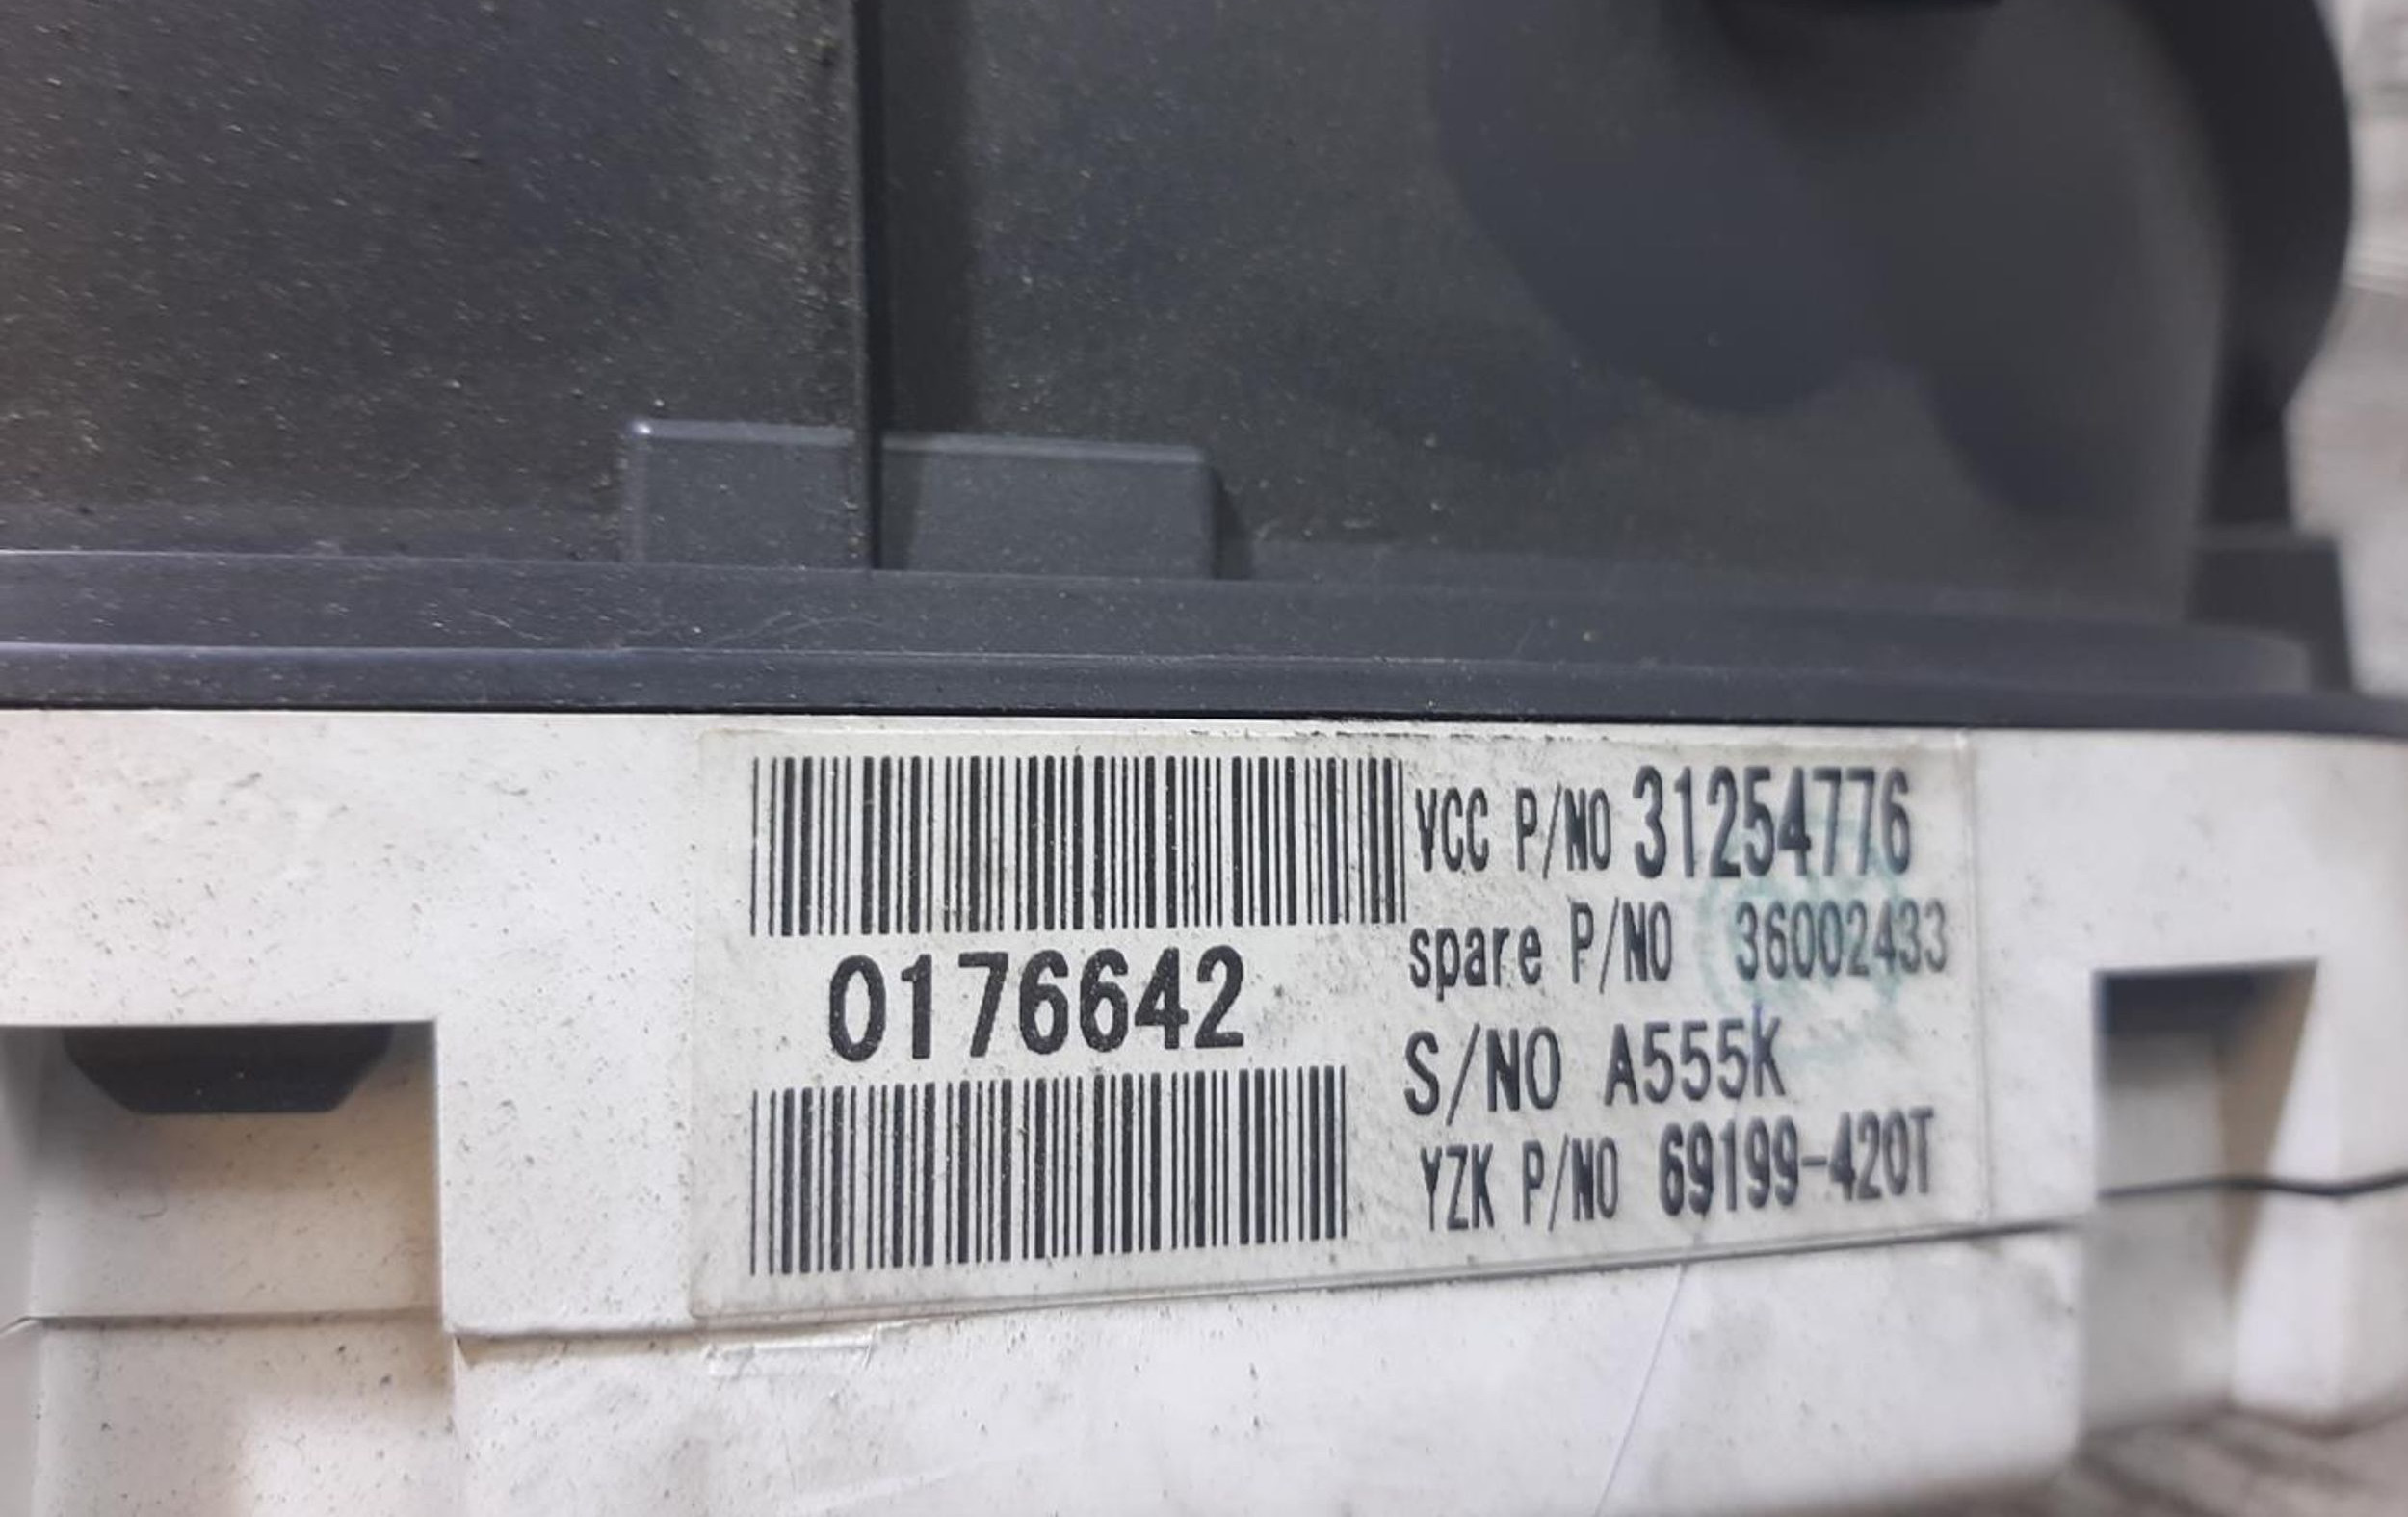 VCC P/NO 31254776
spare P/NO 36002433
0176642
S/NO A555K
YZK P/NO 69199-420T